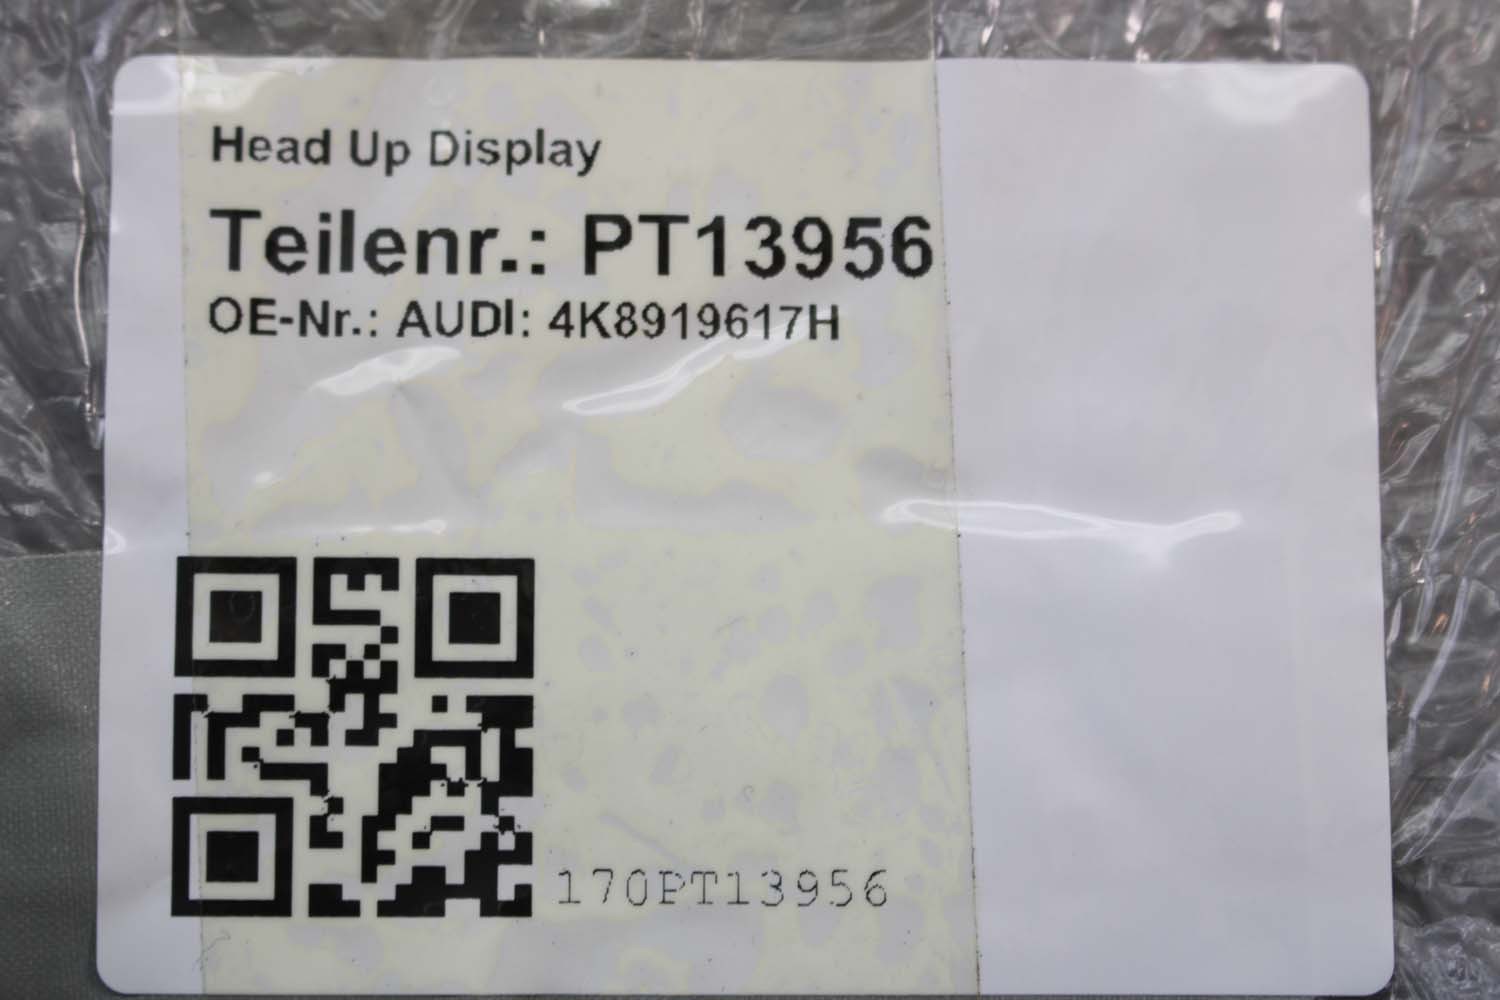 Head Up Display
Teilenr.: PT13956
OE-Nr.: AUDI: 4K8919617H
170PT13956